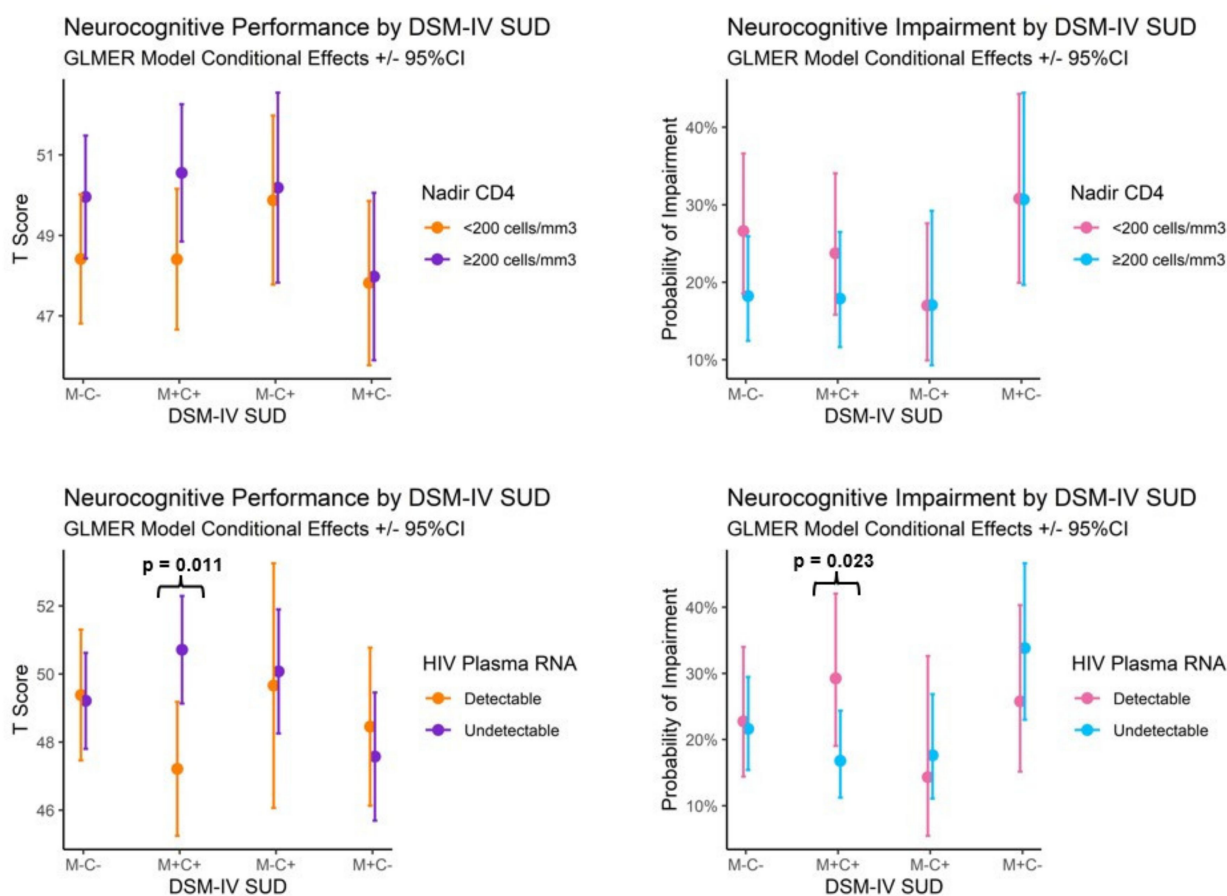 Neurocognitive Performance by DSM-IV SUD
GLMER Model Conditional Effects +/- 95%CI
T Score
51
49
47
M-C-
M+C+
M-C+
M+C-
DSM-IV SUD
Nadir CD4
<200 cells/mm3
≥200 cells/mm3
Neurocognitive Impairment by DSM-IV SUD
GLMER Model Conditional Effects +/- 95%CI
Probability of Impairment
40%
30%
20%
10%
M-C-
M+C+
M-C+
M+C-
DSM-IV SUD
Nadir CD4
<200 cells/mm3
≥200 cells/mm3
Neurocognitive Performance by DSM-IV SUD
GLMER Model Conditional Effects +/- 95%CI
p = 0.011
T Score
52
50
48
46
M-C-
M+C+
M-C+
M+C-
DSM-IV SUD
HIV Plasma RNA
Detectable
Undetectable
Neurocognitive Impairment by DSM-IV SUD
GLMER Model Conditional Effects +/- 95%CI
p = 0.023
Probability of Impairment
40%
30%
20%
10%
M-C-
M+C+
M-C+
M+C-
DSM-IV SUD
HIV Plasma RNA
Detectable
Undetectable